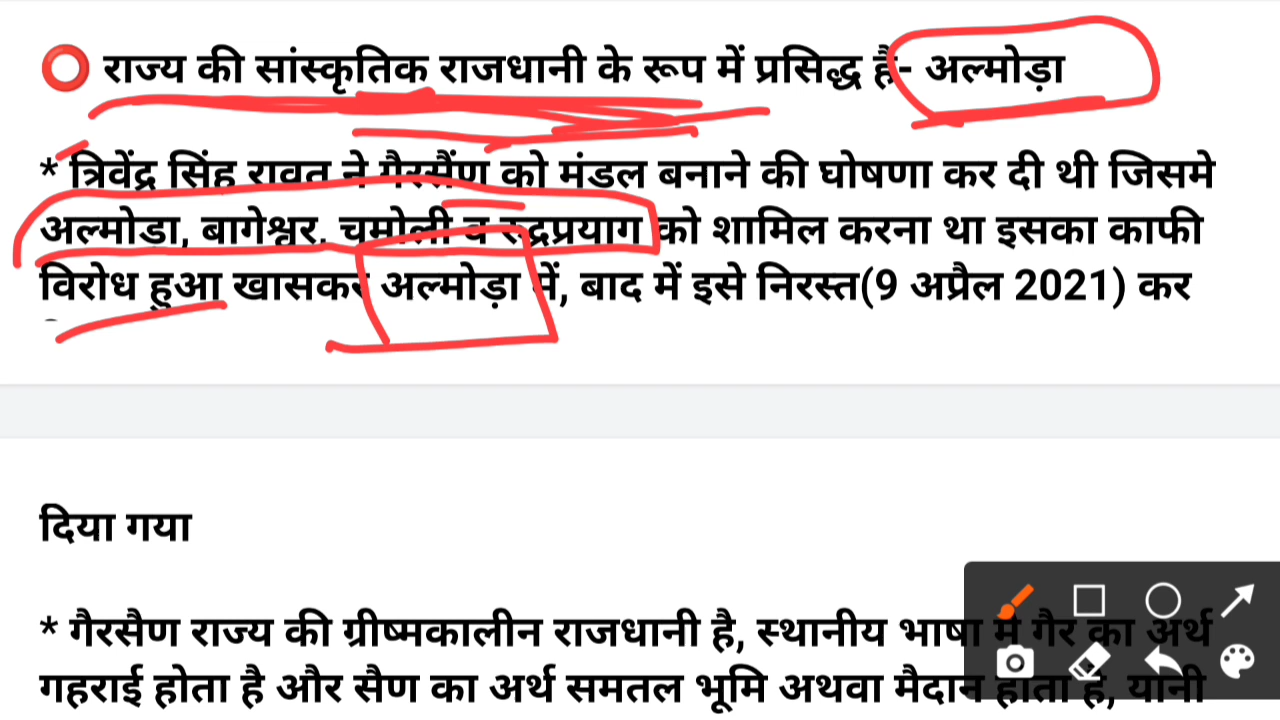 राज्य की सांस्कृतिक राजधानी के रूप में प्रसिद्ध है- अल्मोड़ा
* त्रिवेंद्र सिंह रावत ने गैरसैंण को मंडल बनाने की घोषणा कर दी थी जिसमे
अल्मोडा, बागेश्वर, चमोली व रुद्रप्रयाग को शामिल करना था इसका काफी
विरोध हुआ खासकर अल्मोड़ा में, बाद में इसे निरस्त(9 अप्रैल 2021) कर
दिया गया
* गैरसैण राज्य की ग्रीष्मकालीन राजधानी है, स्थानीय भाषा मे गैर का अर्थ
गहराई होता है और सैण का अर्थ समतल भूमि अथवा मैदान होता है, यानी